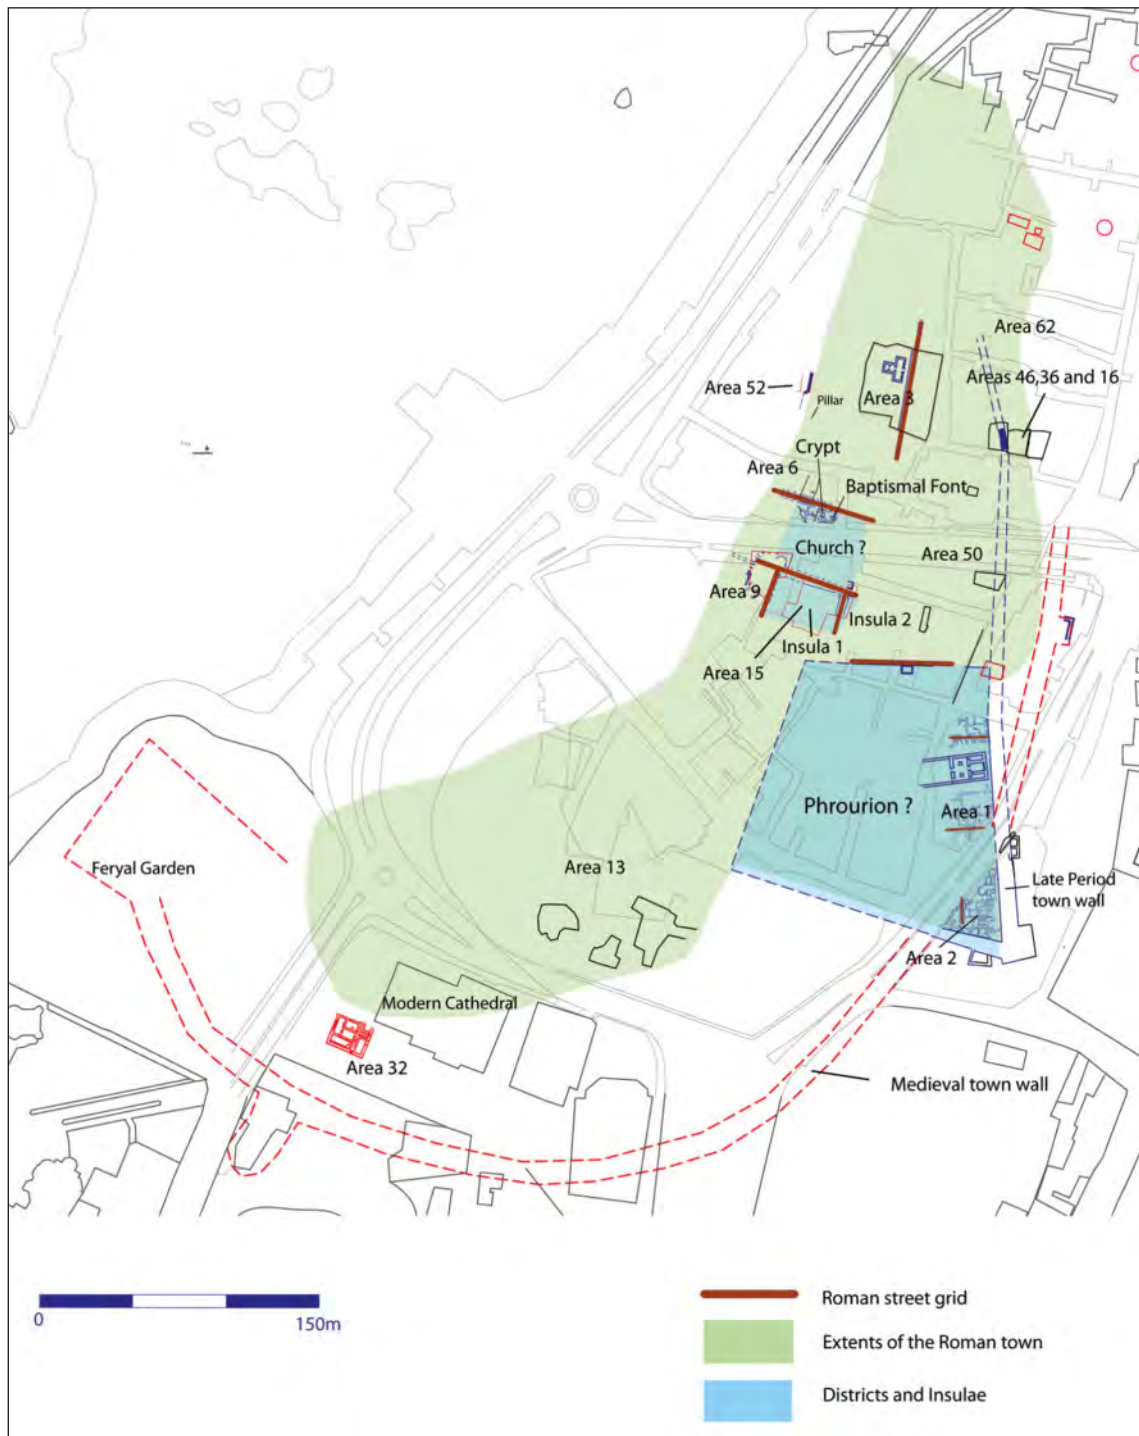 Area 62
Area 52
Areas 46,36 and 16
Pillar
Area 3
Crypt
Area 6
Baptismal Font
Church ?
Area 50
Area 9
Insula 2
Insula 1
Area 15
Phrourion ?
Area 1
Feryal Garden
Area 13
Late Period
town wall
Area 2
Modern Cathedral
Area 32
Medieval town wall
0
150m
Roman street grid
Extents of the Roman town
Districts and Insulae